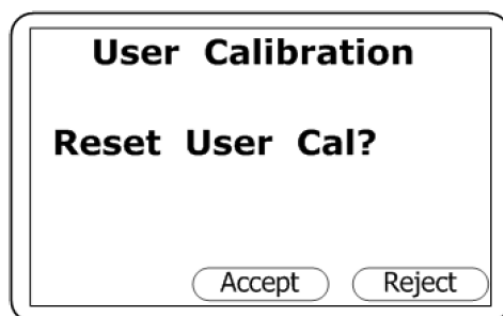 User Calibration
Reset User Cal?
Accept Reject